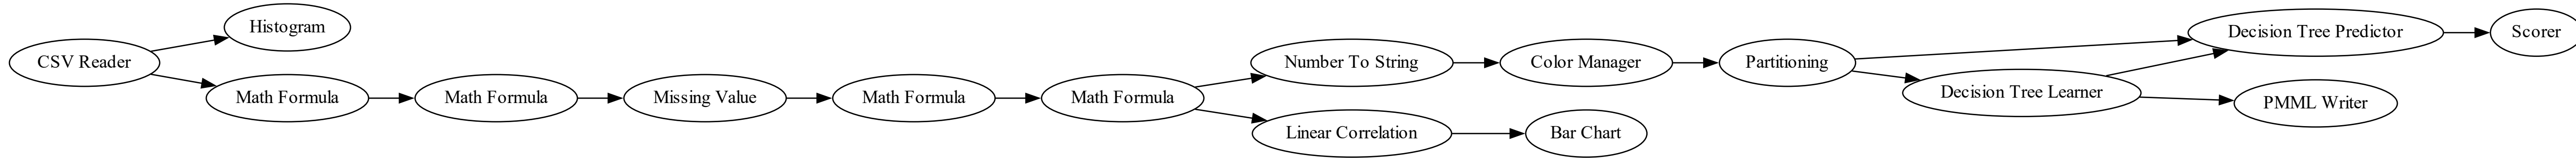 CSV Reader
Histogram
Math Formula
Math Formula
Missing Value
Math Formula
Math Formula
Number To String
Linear Correlation
Color Manager
Bar Chart
Partitioning
Decision Tree Learner
Decision Tree Predictor
PMML Writer
Scorer